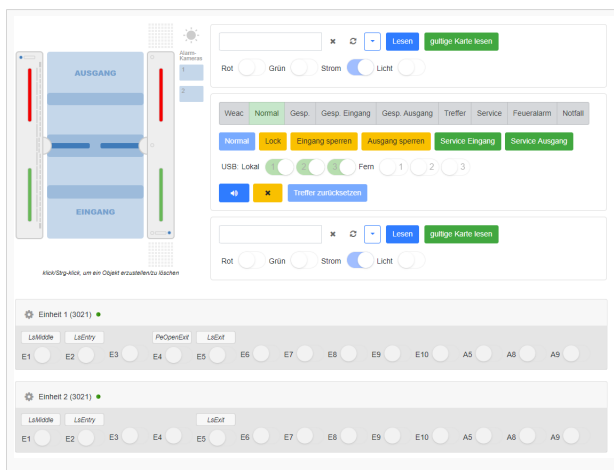 Alarm-
Kameras
1
2
AUSGANG
EINGANG
klick/Strg-klick, um ein Objekt erzustellen/zu löschen
Lesen gultige Karte lesen
Rot Grün Strom Licht
Weac Normal Gesp. Gesp. Eingang Gesp. Ausgang Treffer Service Feueralarm Notfall
Normal Lock Eingang sperren Ausgang sperren Service Eingang Service Ausgang
USB: Lokal 1 2 3 Fern 1 2 3
Treffer zurücksetzen
Lesen gultige Karte lesen
Rot Grün Strom Licht
Einheit 1 (3021)
LsMiddle LsEntry PeOpenExit LsExit
E1 E2 E3 E4 E5 E6 E7 E8 E9 E10 A5 A8 A9
Einheit 2 (3021)
LsMiddle LsEntry LsExit
E1 E2 E3 E4 E5 E6 E7 E8 E9 E10 A5 A8 A9